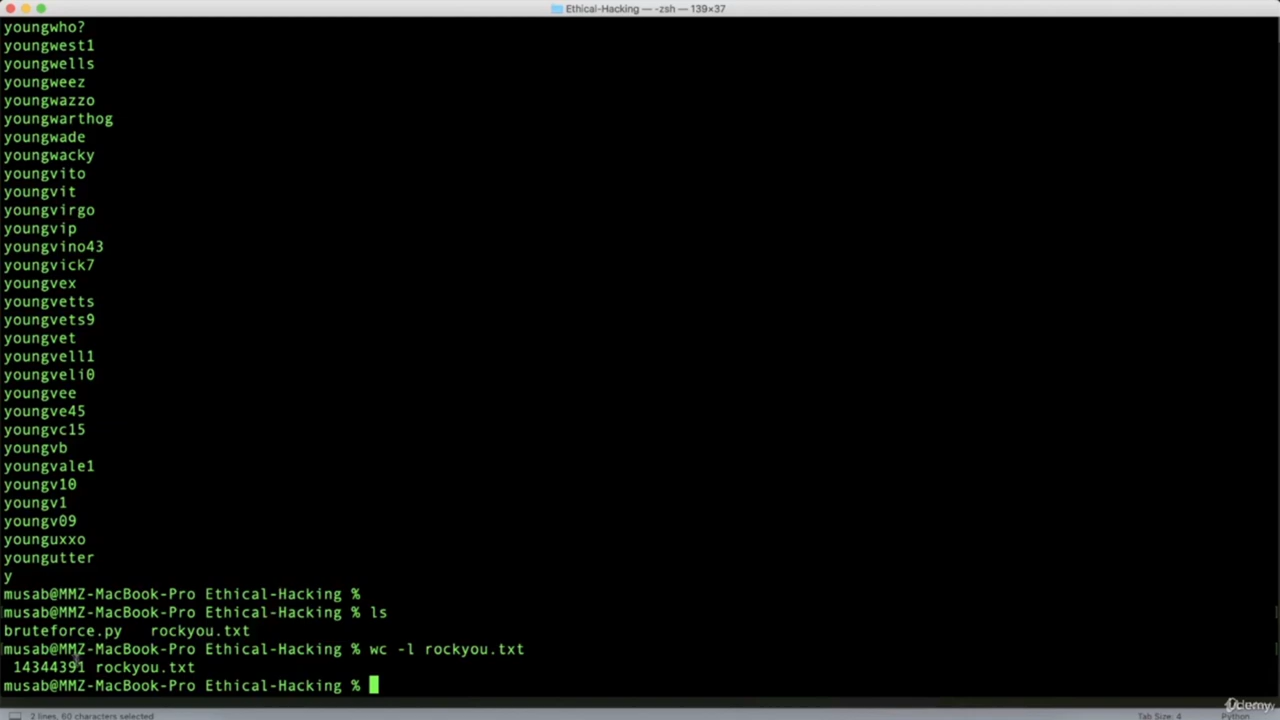 Ethical-Hacking — -zsh — 139×37
youngwho?
youngwest1
youngwells
youngweez
youngwazzo
youngwarthog
youngwade
youngwacky
youngvito
youngvit
youngvirgo
youngvip
youngvino43
youngvick7
youngvex
youngvetts
youngvets9
youngvet
youngvell1
youngveli0
youngvee
youngve45
youngvc15
youngvb
youngvale1
youngv10
youngv1
youngv09
younguxxo
youngutter
y
musab@MMZ-MacBook-Pro Ethical-Hacking %
musab@MMZ-MacBook-Pro Ethical-Hacking % ls
bruteforce.py rockyou.txt
musab@MMZ-MacBook-Pro Ethical-Hacking % wc -l rockyou.txt
14344391 rockyou.txt
musab@MMZ-MacBook-Pro Ethical-Hacking %
2 lines, 60 characters selected
Tab Size: 4 Python
Udemy